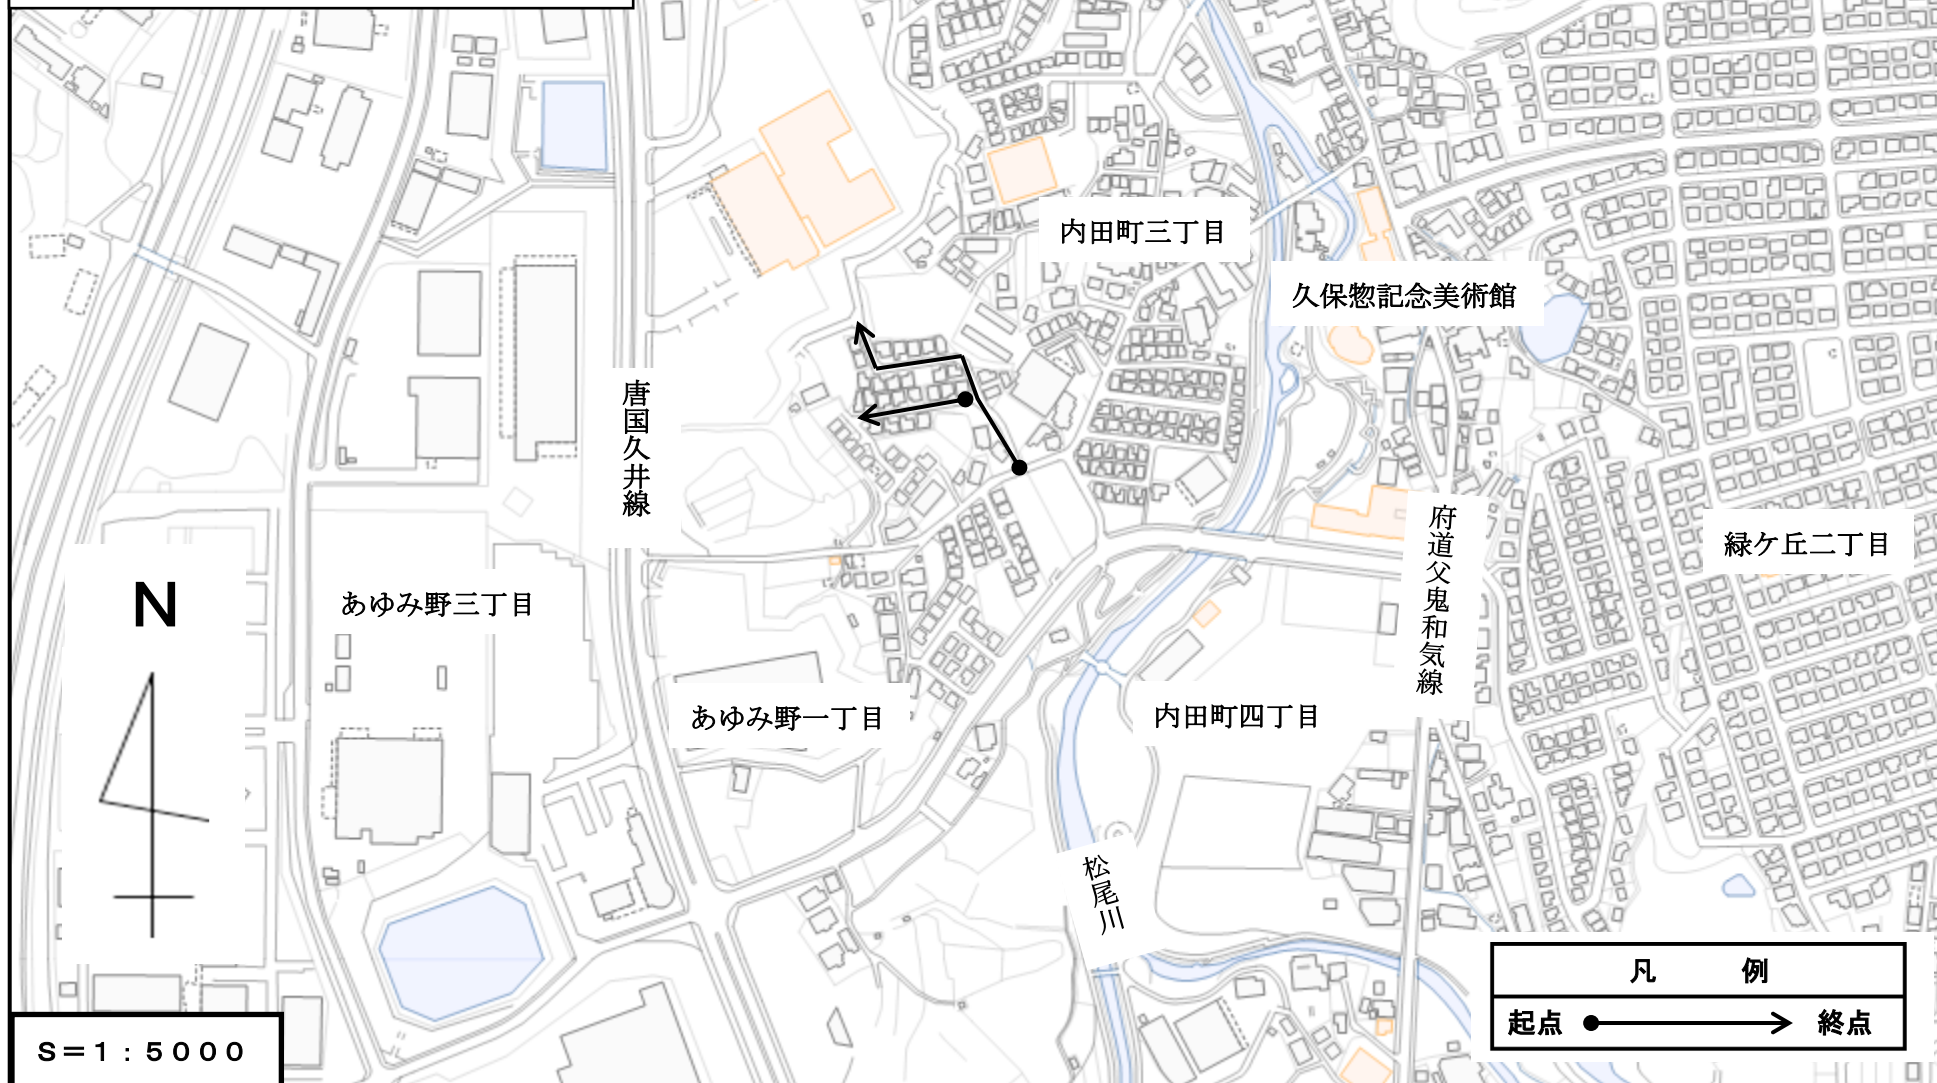 内田町三丁目
久保惣記念美術館
唐国久井線
府道父鬼和気線
緑ケ丘二丁目
N
あゆみ野三丁目
あゆみ野一丁目
内田町四丁目
松尾川
凡　例
起点 終点
S=1:5000